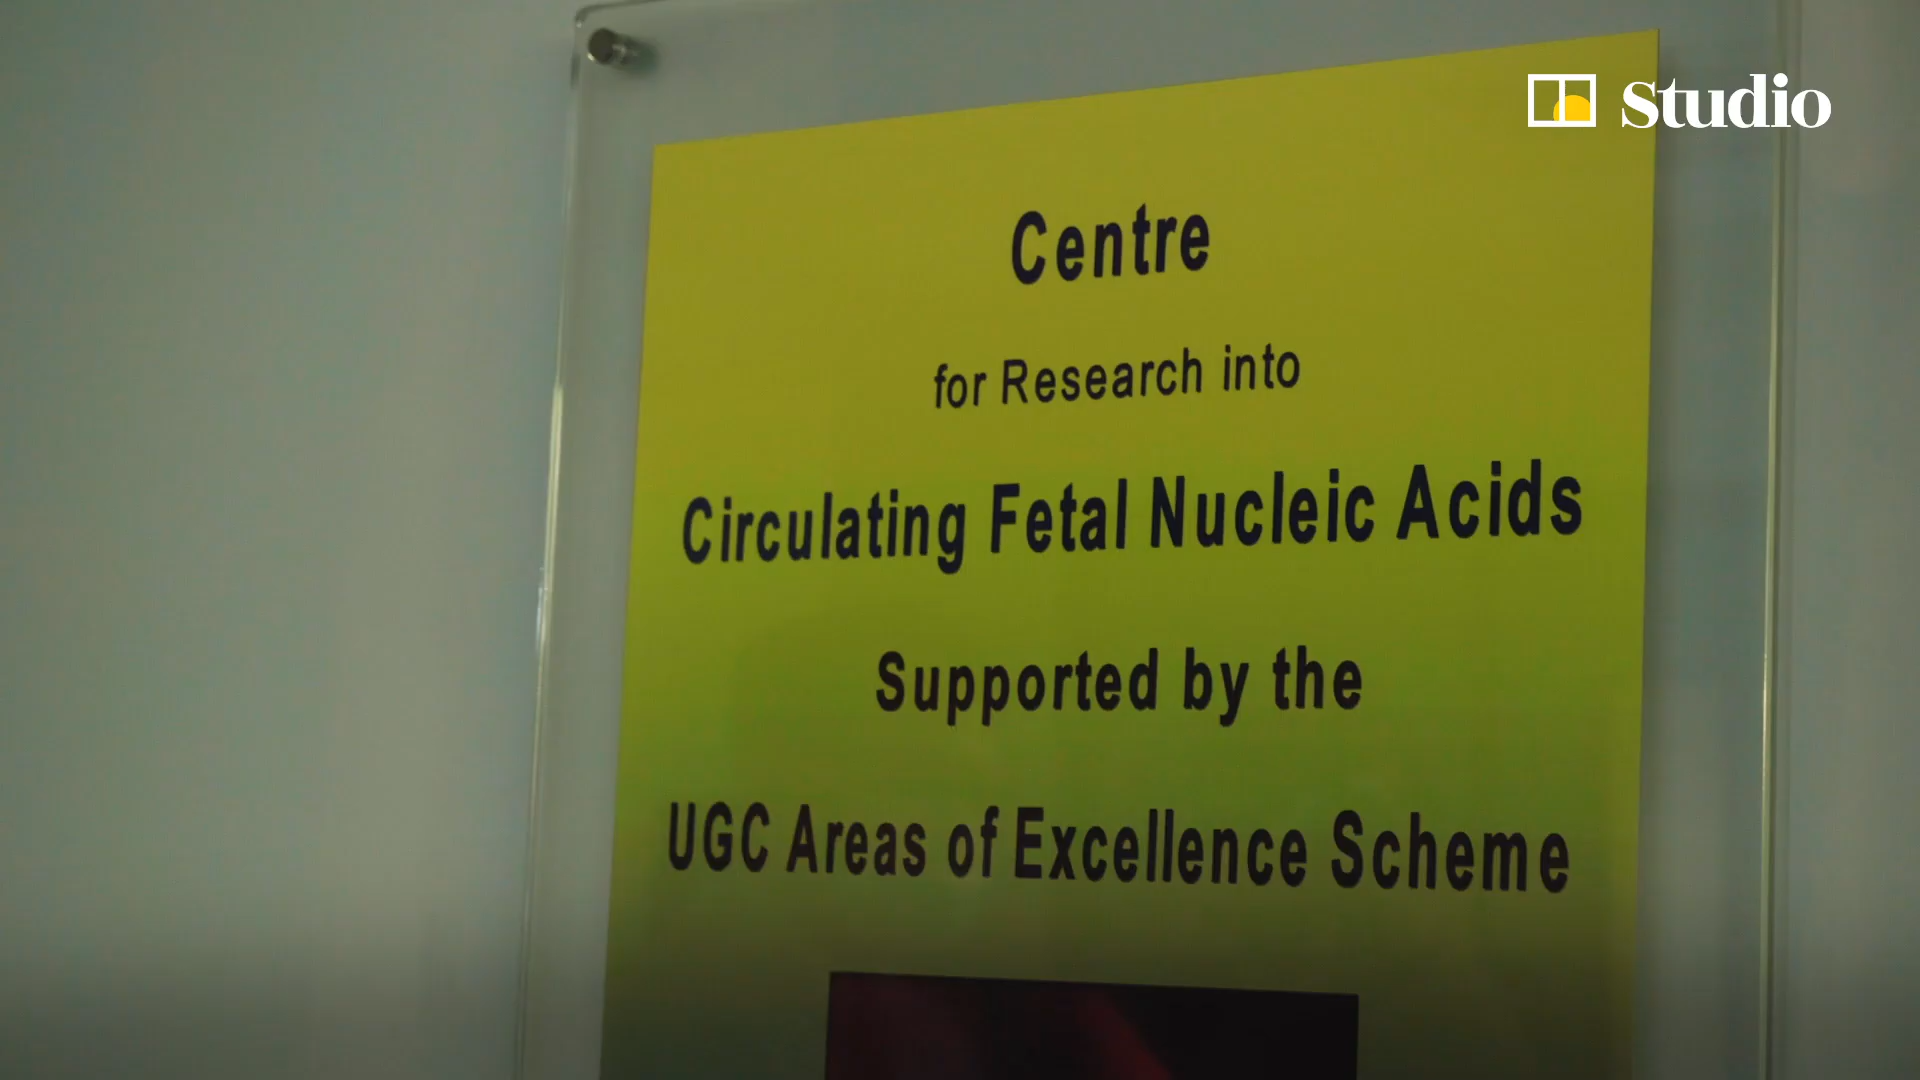 Studio
Centre
for Research into
Circulating Fetal Nucleic Acids
Supported by the
UGC Areas of Excellence Scheme